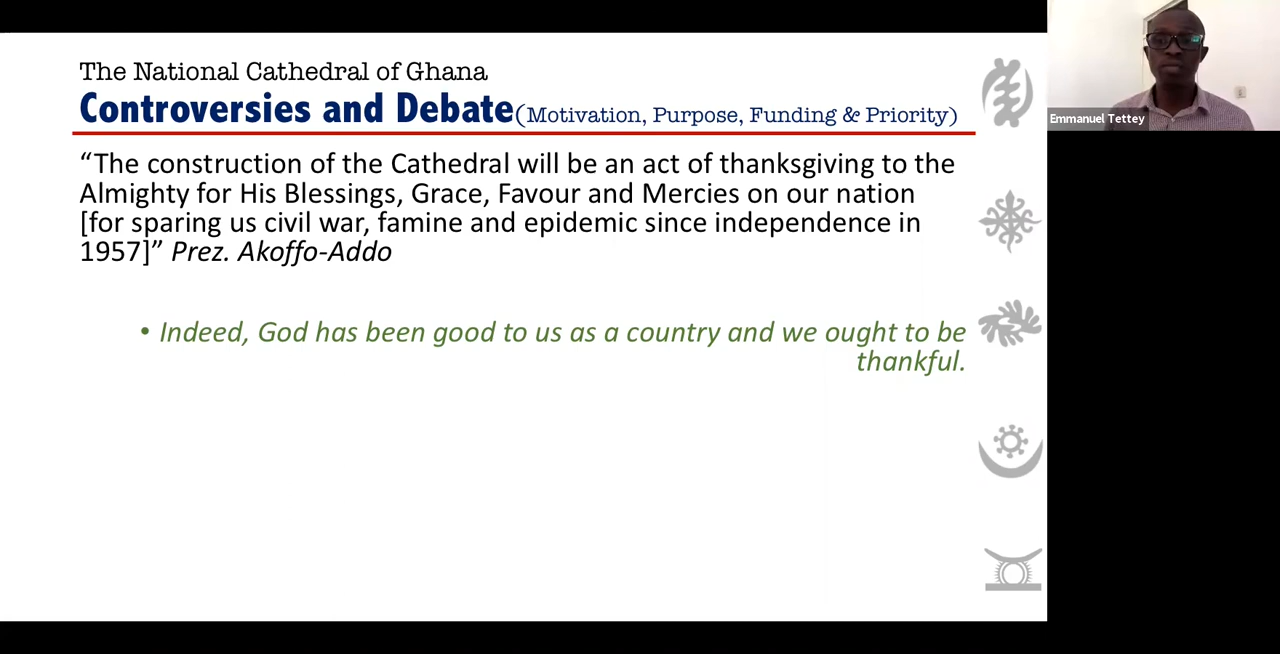 The National Cathedral of Ghana
Controversies and Debate(Motivation, Purpose, Funding & Priority)
“The construction of the Cathedral will be an act of thanksgiving to the
Almighty for His Blessings, Grace, Favour and Mercies on our nation
[for sparing us civil war, famine and epidemic since independence in
1957]” Prez. Akoffo-Addo
• Indeed, God has been good to us as a country and we ought to be
thankful.
Emmanuel Tettey